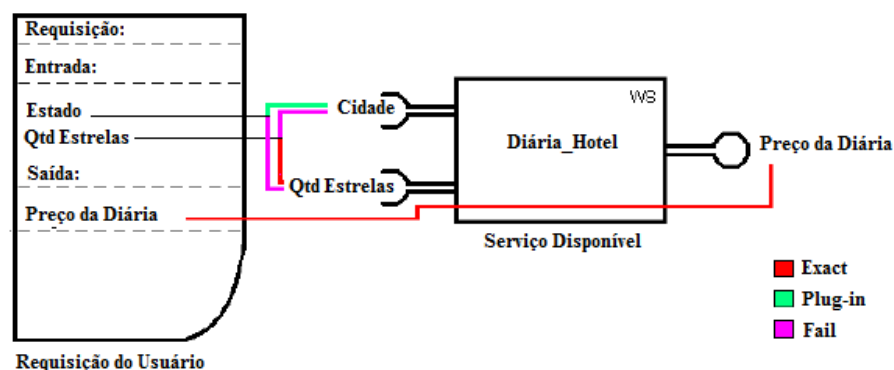 Requisição:
Entrada:
Estado
Qtd Estrelas
Saída:
Preço da Diária
Requisição do Usuário
Cidade
Qtd Estrelas
WS
Diária_Hotel
Serviço Disponível
Preço da Diária
Exact
Plug-in
Fail